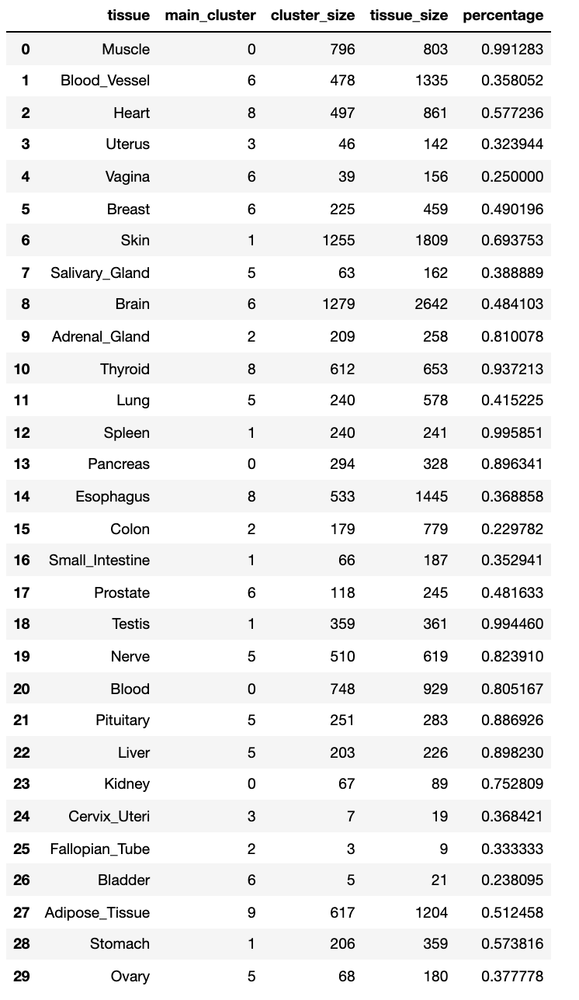 tissue main_cluster cluster_size tissue_size percentage
0 Muscle 0 796 803 0.991283
1 Blood_Vessel 6 478 1335 0.358052
2 Heart 8 497 861 0.577236
3 Uterus 3 46 142 0.323944
4 Vagina 6 39 156 0.250000
5 Breast 6 225 459 0.490196
6 Skin 1 1255 1809 0.693753
7 Salivary_Gland 5 63 162 0.388889
8 Brain 6 1279 2642 0.484103
9 Adrenal_Gland 2 209 258 0.810078
10 Thyroid 8 612 653 0.937213
11 Lung 5 240 578 0.415225
12 Spleen 1 240 241 0.995851
13 Pancreas 0 294 328 0.896341
14 Esophagus 8 533 1445 0.368858
15 Colon 2 179 779 0.229782
16 Small_Intestine 1 66 187 0.352941
17 Prostate 6 118 245 0.481633
18 Testis 1 359 361 0.994460
19 Nerve 5 510 619 0.823910
20 Blood 0 748 929 0.805167
21 Pituitary 5 251 283 0.886926
22 Liver 5 203 226 0.898230
23 Kidney 0 67 89 0.752809
24 Cervix_Uteri 3 7 19 0.368421
25 Fallopian_Tube 2 3 9 0.333333
26 Bladder 6 5 21 0.238095
27 Adipose_Tissue 9 617 1204 0.512458
28 Stomach 1 206 359 0.573816
29 Ovary 5 68 180 0.377778